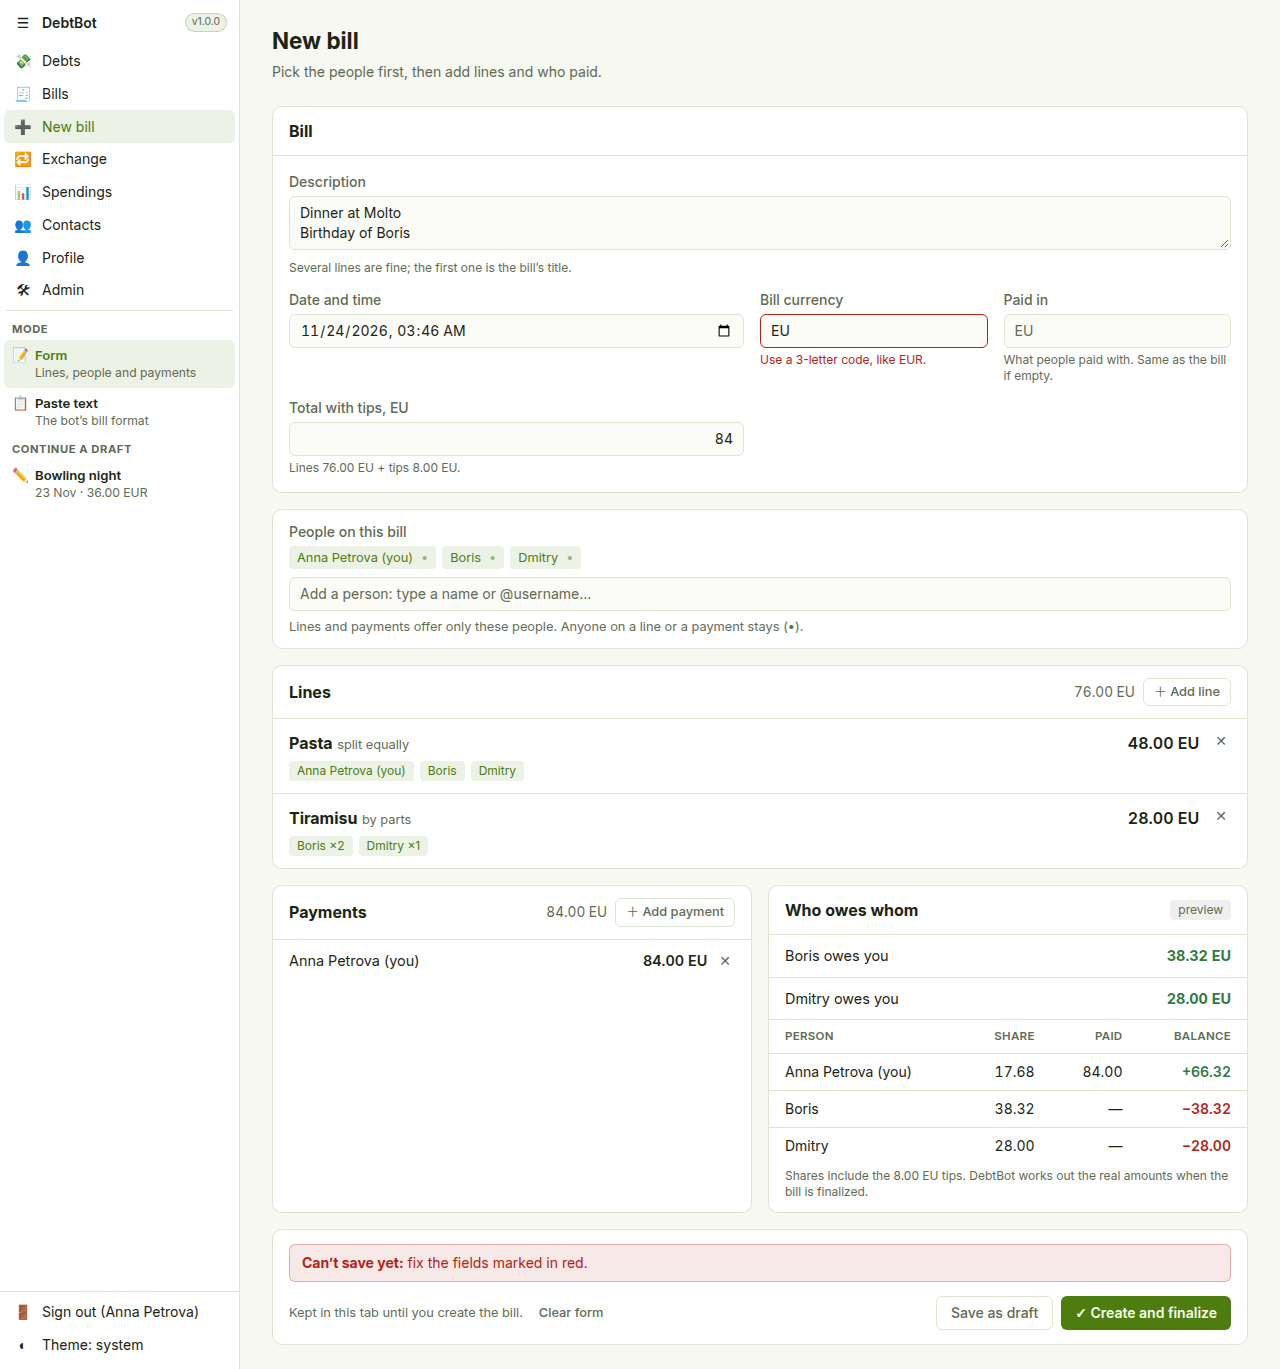 ☰ DebtBot v1.0.0
💸 Debts
🧾 Bills
➕ New bill
🔁 Exchange
📊 Spendings
👥 Contacts
👤 Profile
🛠 Admin
MODE
📝 Form
Lines, people and payments
📋 Paste text
The bot’s bill format
CONTINUE A DRAFT
✏️ Bowling night
23 Nov · 36.00 EUR
🚪 Sign out (Anna Petrova)
Theme: system
New bill
Pick the people first, then add lines and who paid.
Bill
Description
Dinner at Molto
Birthday of Boris
Several lines are fine; the first one is the bill’s title.
Date and time
11/24/2026, 03:46 AM
Bill currency
EU
Use a 3-letter code, like EUR.
Paid in
EU
What people paid with. Same as the bill
if empty.
Total with tips, EU
84
Lines 76.00 EU + tips 8.00 EU.
People on this bill
Anna Petrova (you) • Boris • Dmitry •
Add a person: type a name or @username…
Lines and payments offer only these people. Anyone on a line or a payment stays (•).
Lines 76.00 EU + Add line
Pasta split equally 48.00 EU ✕
Anna Petrova (you) Boris Dmitry
Tiramisu by parts 28.00 EU ✕
Boris ×2 Dmitry ×1
Payments 84.00 EU + Add payment
Anna Petrova (you) 84.00 EU ✕
Who owes whom preview
Boris owes you 38.32 EU
Dmitry owes you 28.00 EU
PERSON SHARE PAID BALANCE
Anna Petrova (you) 17.68 84.00 +66.32
Boris 38.32 — −38.32
Dmitry 28.00 — −28.00
Shares include the 8.00 EU tips. DebtBot works out the real amounts when the
bill is finalized.
Can’t save yet: fix the fields marked in red.
Kept in this tab until you create the bill. Clear form Save as draft ✓ Create and finalize